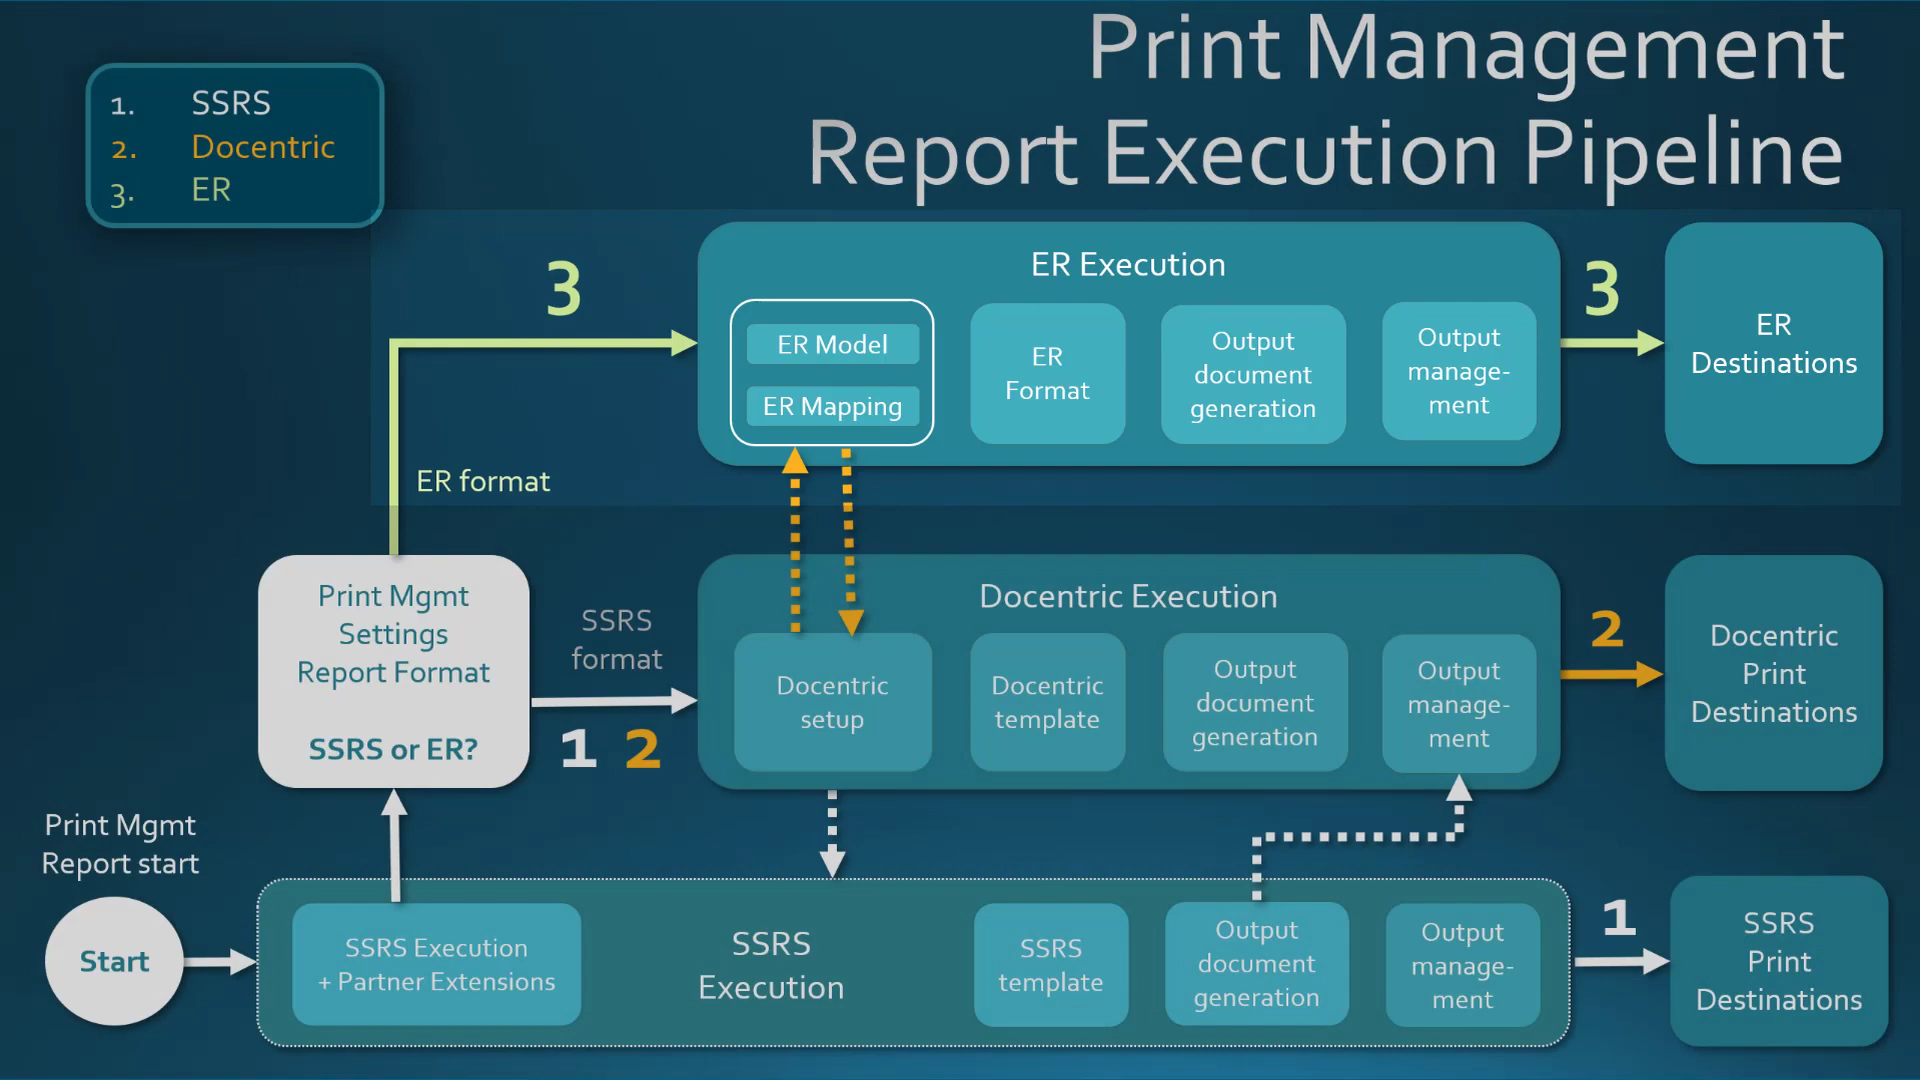 Print Management
Report Execution Pipeline
1. SSRS
2. Docentric
3. ER
3
ER Execution
ER Model
ER Mapping
ER
Format
Output
document
generation
Output
manage-
ment
3
ER
Destinations
ER format
Print Mgmt
Settings
Report Format
SSRS or ER?
SSRS
format
1 2
Docentric Execution
Docentric
setup
Docentric
template
Output
document
generation
Output
manage-
ment
2
Docentric
Print
Destinations
Print Mgmt
Report start
Start
SSRS Execution
+ Partner Extensions
SSRS
Execution
SSRS
template
Output
document
generation
Output
manage-
ment
1
SSRS
Print
Destinations